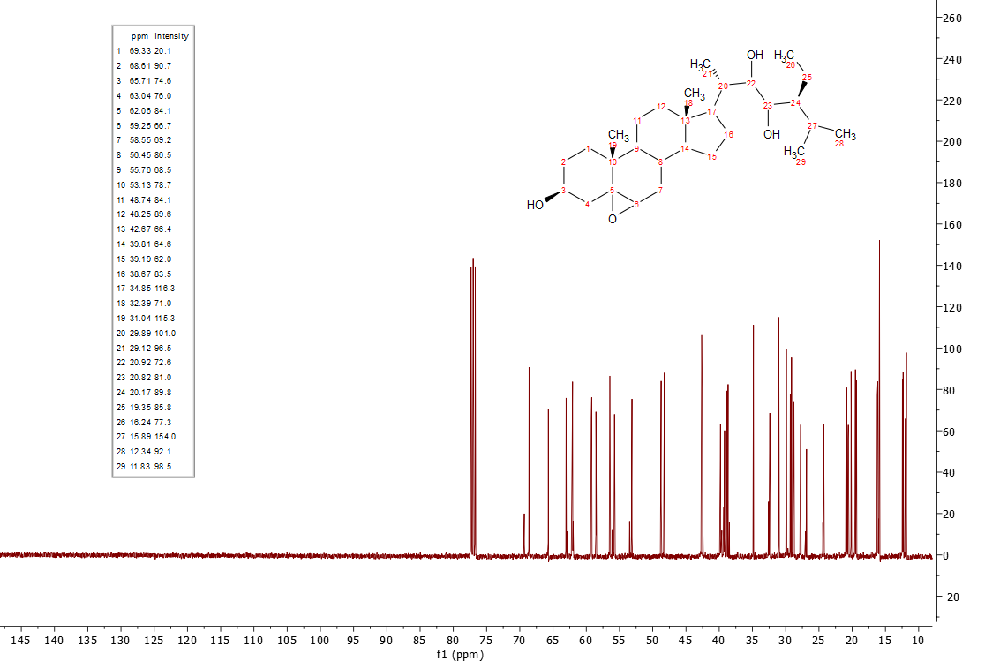 ppm Intensity
1 69.33 20.1
2 68.61 90.7
3 65.71 74.6
4 63.04 76.0
5 62.06 84.1
6 59.25 66.7
7 58.55 69.2
8 56.45 86.5
9 55.76 68.5
10 53.13 78.7
11 48.74 84.1
12 48.25 89.6
13 42.67 66.4
14 39.81 64.6
15 39.19 62.0
16 38.67 83.5
17 34.85 116.3
18 32.39 71.0
19 31.04 115.3
20 29.89 101.0
21 29.12 96.5
22 20.92 72.6
23 20.82 81.0
24 20.17 89.8
25 19.35 85.8
26 16.24 77.3
27 15.89 154.0
28 12.34 92.1
29 11.83 98.5
OH H3C
26
H3C
21
25
20 22
CH3
18
12 23 24
17
11 13
OH 27 CH3
28
16
CH3
19
H3C
29
1 9 14 15
2 10 8
3 5 7
HO 4 6
O
260
240
220
200
180
160
140
120
100
80
60
40
20
0
-20
145 140 135 130 125 120 115 110 105 100 95 90 85 80 75 70 65 60 55 50 45 40 35 30 25 20 15 10
f1 (ppm)